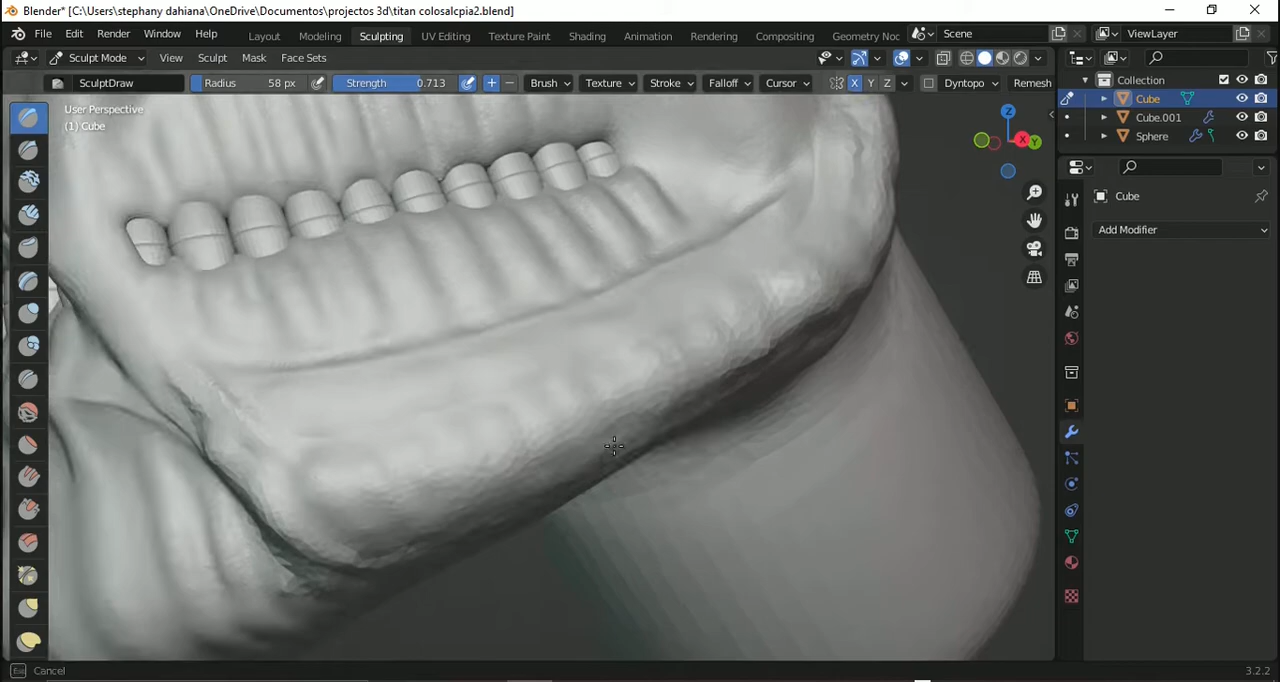 Blender* [C:\Users\stephany dahiana\OneDrive\Documentos\projectos 3d\titan colosalcpia2.blend]
File Edit Render Window Help Layout Modeling Sculpting UV Editing Texture Paint Shading Animation Rendering Compositing Geometry Noc Scene ViewLayer
Sculpt Mode View Sculpt Mask Face Sets
SculptDraw Radius 58 px Strength 0.713 Brush Texture Stroke Falloff Cursor X Y Z Dyntopo Remesh
Collection
Cube
Cube.001
Sphere
User Perspective
(1) Cube
Z
X
Y
Cube
Add Modifier
Esc Cancel
3.2.2